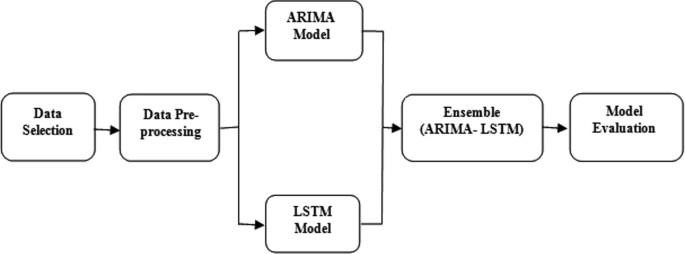 Data
Selection
Data Pre-
processing
ARIMA
Model
LSTM
Model
Ensemble
(ARIMA- LSTM)
Model
Evaluation